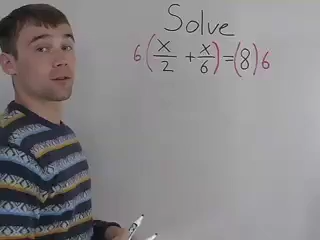 Solve
6(x/2 + x/6) = (8)6